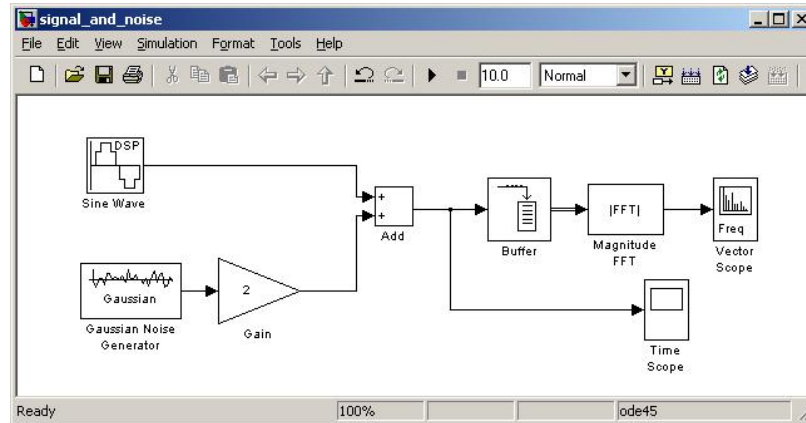 signal_and_noise
File Edit View Simulation Format Tools Help
10.0 Normal
DSP
Sine Wave
+
+
Add
Buffer
|FFT|
Magnitude
FFT
Freq
Vector
Scope
Gaussian
Gaussian Noise
Generator
2
Gain
Time
Scope
Ready 100% ode45